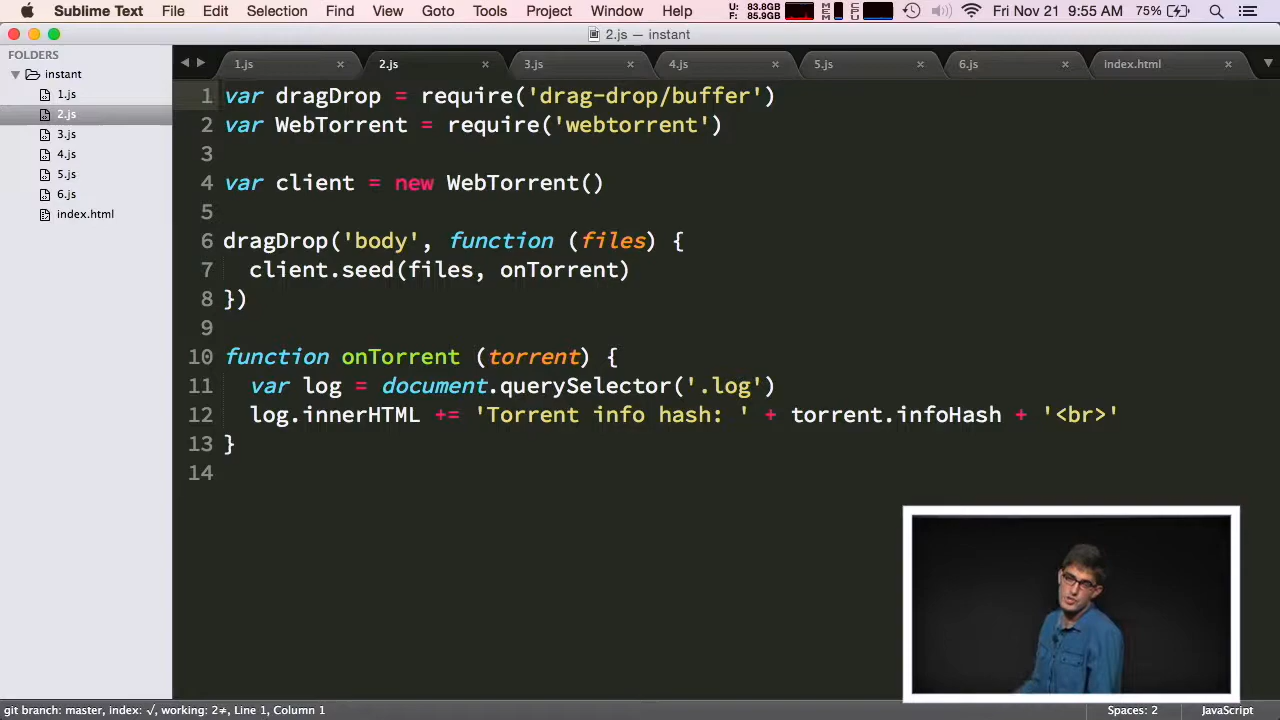 Sublime Text File Edit Selection Find View Goto Tools Project Window Help U: 83.8GB F: 85.9GB MEM CPU Fri Nov 21 9:55 AM 75%
2.js — instant
FOLDERS
instant
1.js
2.js
3.js
4.js
5.js
6.js
index.html
1.js 2.js 3.js 4.js 5.js 6.js index.html
1 var dragDrop = require('drag-drop/buffer')
2 var WebTorrent = require('webtorrent')
3
4 var client = new WebTorrent()
5
6 dragDrop('body', function (files) {
7 client.seed(files, onTorrent)
8 })
9
10 function onTorrent (torrent) {
11 var log = document.querySelector('.log')
12 log.innerHTML += 'Torrent info hash: ' + torrent.infoHash + '<br>'
13 }
14
git branch: master, index: √, working: 2≠, Line 1, Column 1 Spaces: 2 JavaScript